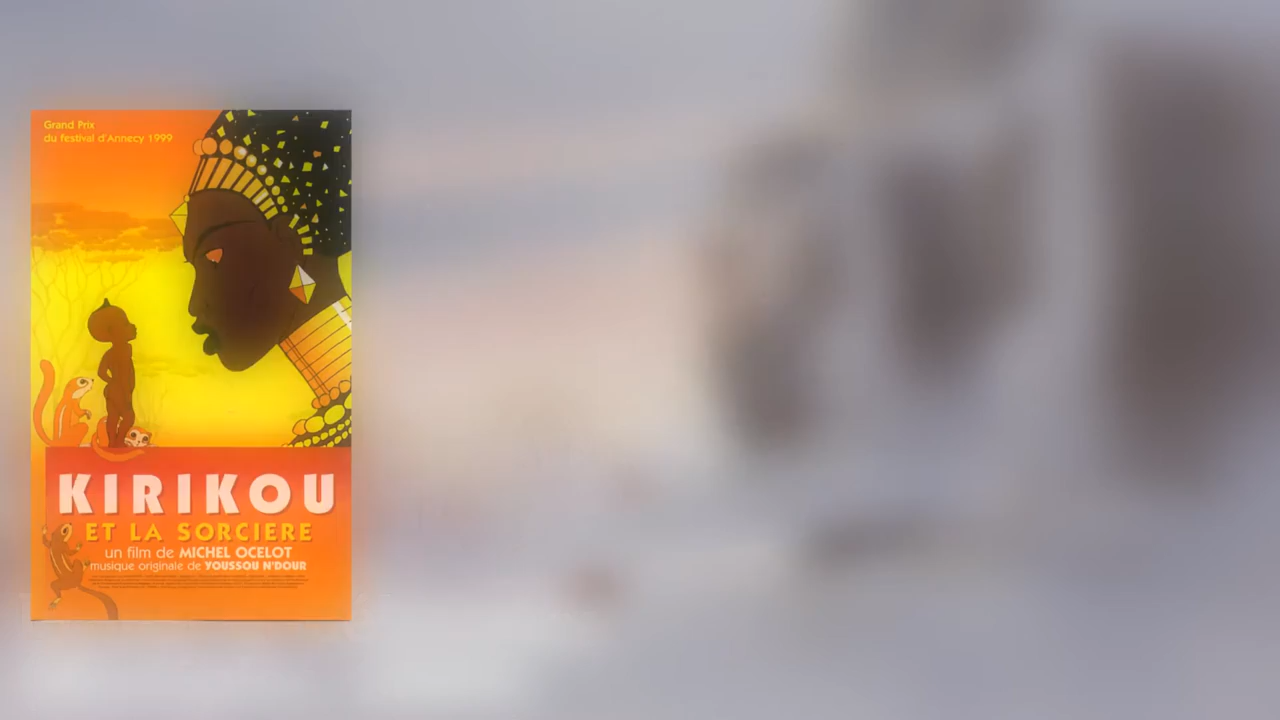 Grand Prix
du festival d'Annecy 1999
KIRIKOU
ET LA SORCIERE
un film de MICHEL OCELOT
musique originale de YOUSSOU N'DOUR